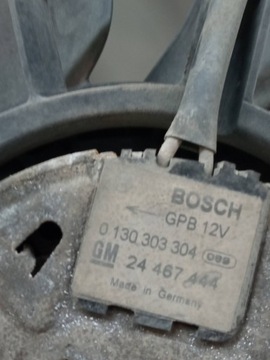 BOSCH
GPB 12V
0 130 303 304
GM 24 467 444
Made in Germany